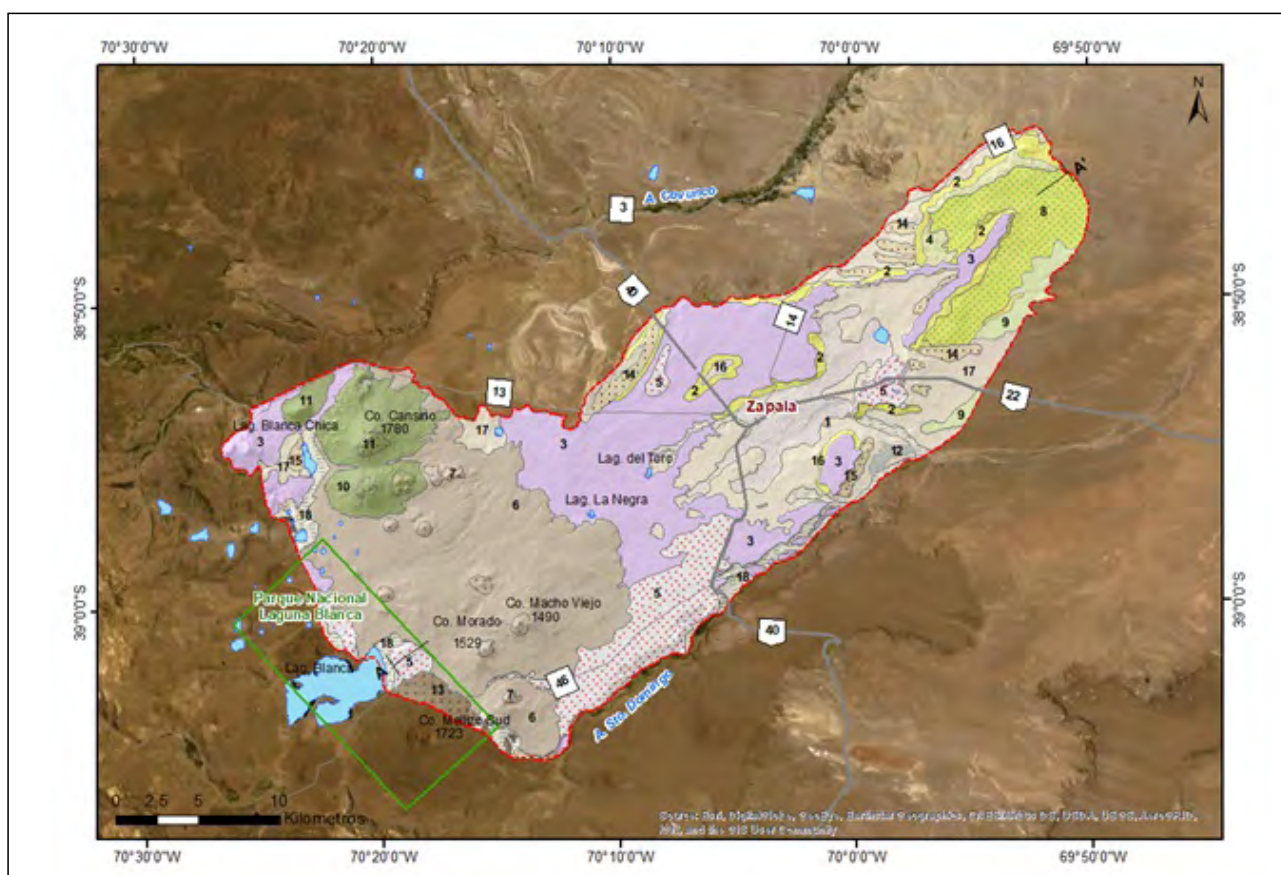 70°30'0"W
70°20'0"W
70°10'0"W
70°0'0"W
69°50'0"W
N
16
A'
2
A. Covunco
3
14
8
4
2
3
2
38°50'0"S
38°50'0"S
14
9
14
16
2
5
14
2
17
13
5
22
Zapala
2
9
11
Co. Cansino
1780
11
Lag. Blanca Chica
3
17
3
1
12
17
15
Lag. del Toro
16
3
15
7
10
6
Lag. La Negra
18
3
5
18
Parque Nacional
Laguna Blanca
Co. Macho Viejo
1490
39°0'0"S
39°0'0"S
Co. Morado
1529
40
18
5
Lag. Blanca
A
13
46
7
6
A. Sto. Domingo
1723
0 2,5 5 10
Kilometros
70°30'0"W
70°20'0"W
70°10'0"W
70°0'0"W
69°50'0"W